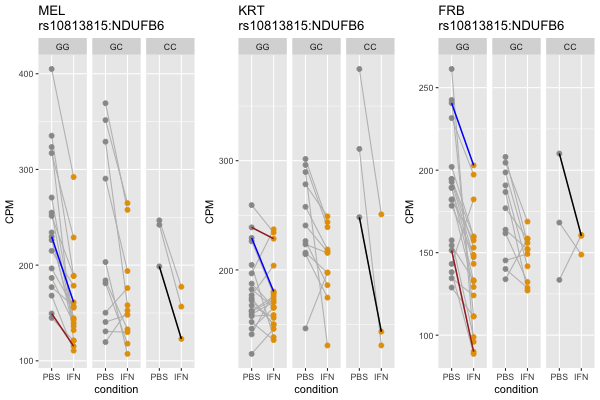 MEL
rs10813815:NDUFB6
GG GC CC
400
300
200
100
CPM
PBS IFN PBS IFN PBS IFN
condition
KRT
rs10813815:NDUFB6
GG GC CC
300
200
CPM
PBS IFN PBS IFN PBS IFN
condition
FRB
rs10813815:NDUFB6
GG GC CC
250
200
150
100
CPM
PBS IFN PBS IFN PBS IFN
condition